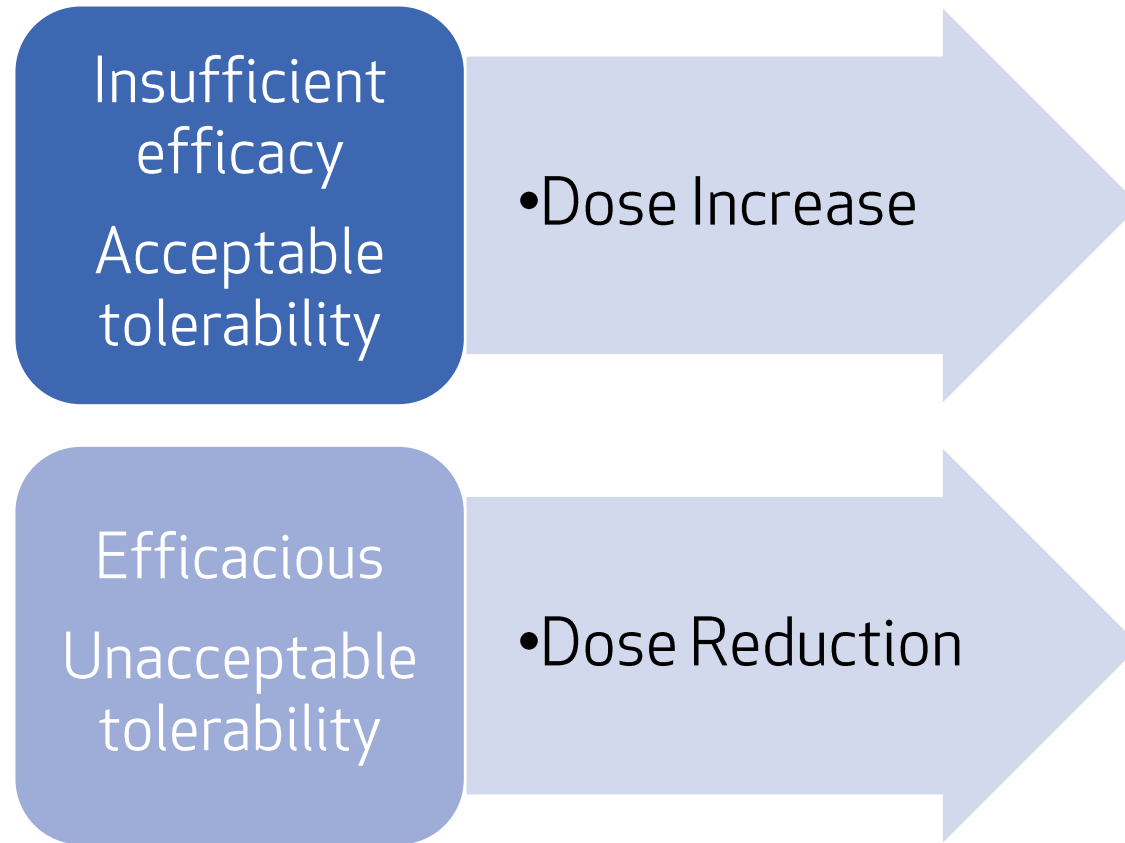 Insufficient
efficacy
Acceptable
tolerability
•Dose Increase
Efficacious
Unacceptable
tolerability
•Dose Reduction